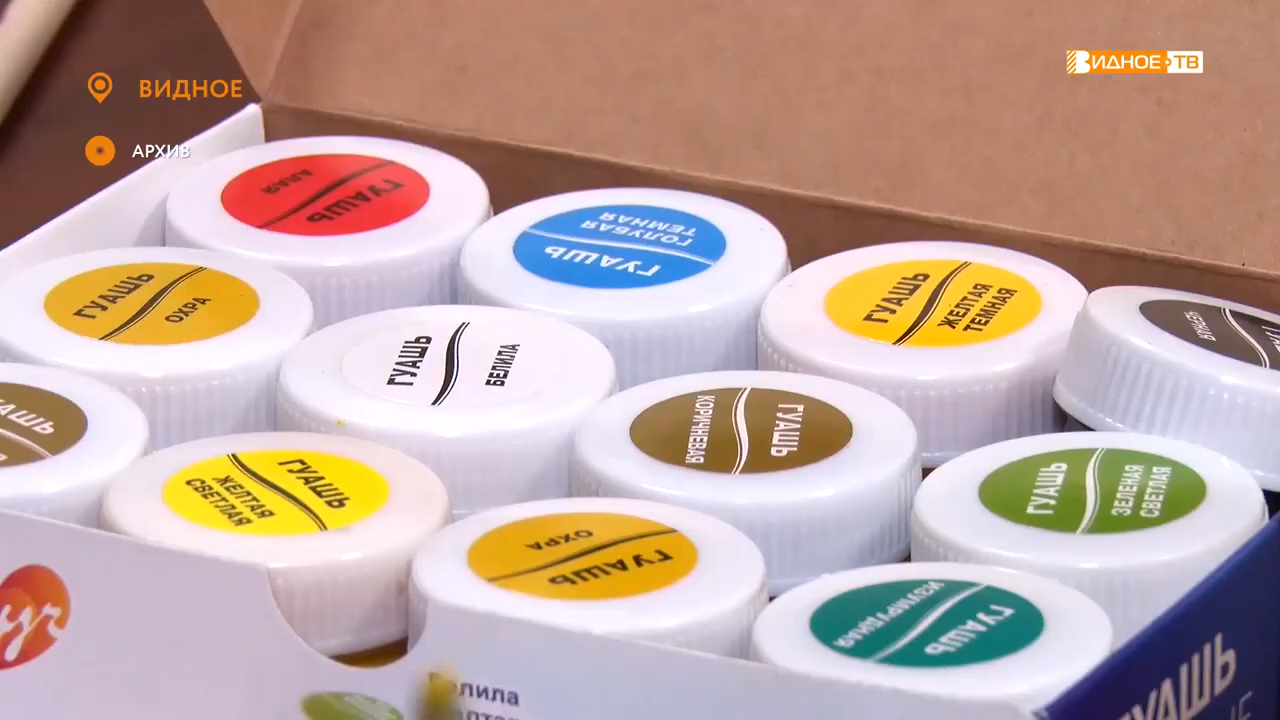 ВИДНОЕ
АРХИВ
ВИДНОЕ ТВ
ГУАШЬ
АЛАЯ
ГУАШЬ
ГОЛУБАЯ
ТЕМНАЯ
ГУАШЬ
ЖЕЛТАЯ
ТЕМНАЯ
ГУАШЬ
ОХРА
ГУАШЬ
БЕЛИЛА
ГУАШЬ
КОРИЧНЕВАЯ
ГУАШЬ
ЖЕЛТАЯ
СВЕТЛАЯ
ГУАШЬ
ЗЕЛЕНАЯ
СВЕТЛАЯ
ГУАШЬ
ОХРА
ГУАШЬ
ИЗУМРУДНАЯ
ГУАШЬ